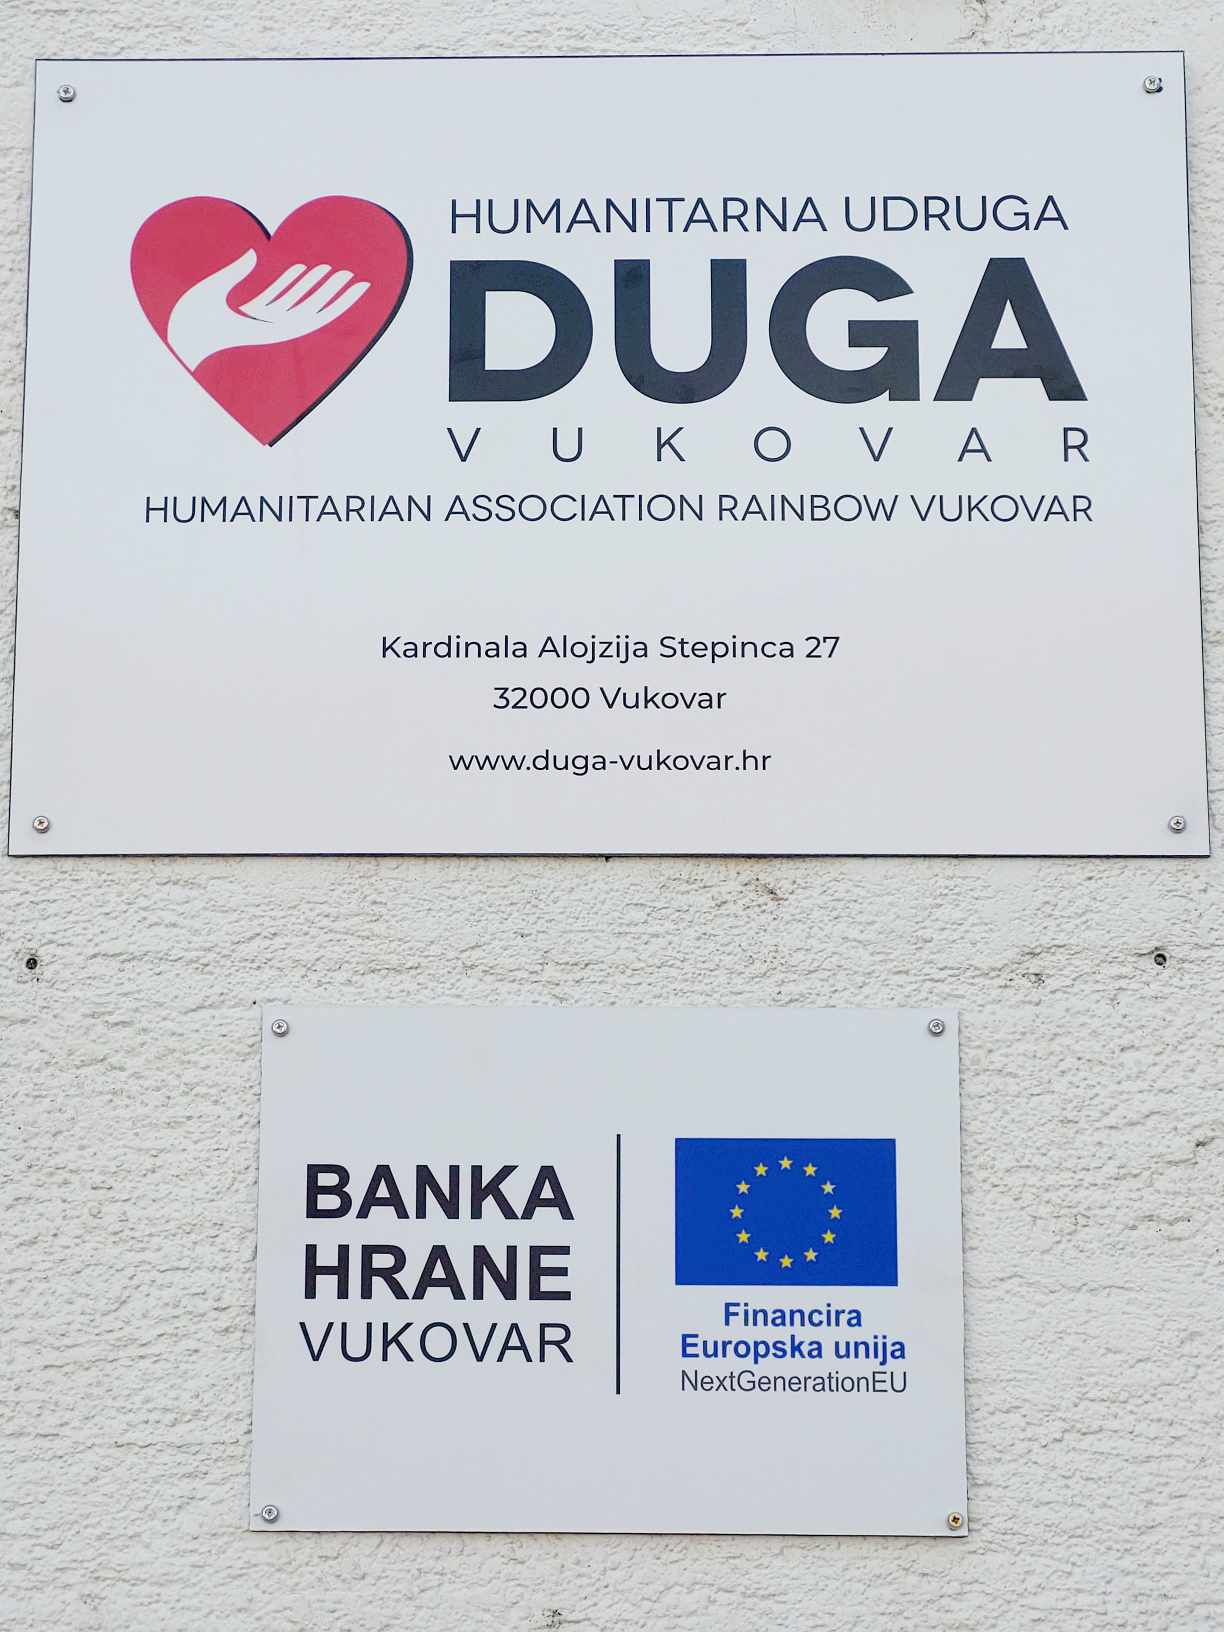 HUMANITARNA UDRUGA
DUGA
VUKOVAR
HUMANITARIAN ASSOCIATION RAINBOW VUKOVAR
Kardinala Alojzija Stepinca 27
32000 Vukovar
www.duga-vukovar.hr
BANKA
HRANE
VUKOVAR
Financira
Europska unija
NextGenerationEU